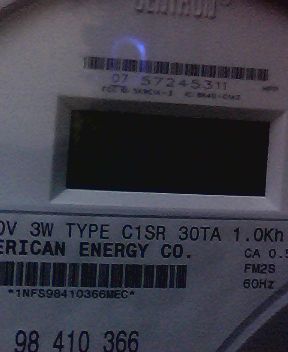 CENTRON
07 57245311
0V 3W TYPE C1SR 30TA 1.0Kh
ERICAN ENERGY CO.
CA 0.5
FM2S
60Hz
*1NFS98410366MEC*
98 410 366